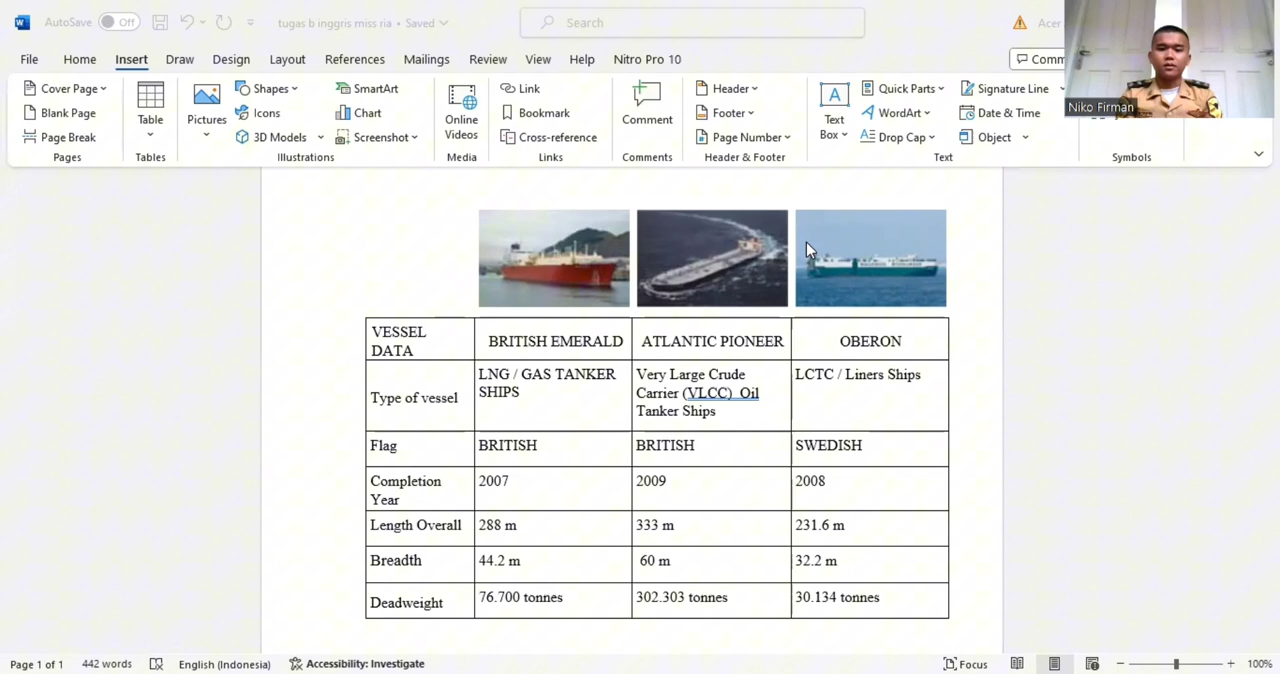 AutoSave Off tugas b inggris miss ria • Saved Search Acer
File Home Insert Draw Design Layout References Mailings Review View Help Nitro Pro 10 Comm
Cover Page Shapes SmartArt Link Header Quick Parts Signature Line
Blank Page Icons Chart Bookmark Footer WordArt Date & Time
Page Break Table Pictures 3D Models Screenshot Online Videos Cross-reference Comment Page Number Text Box Drop Cap Object
Pages Tables Illustrations Media Links Comments Header & Footer Text Symbols
Niko Firman
VESSEL DATA BRITISH EMERALD ATLANTIC PIONEER OBERON
Type of vessel LNG / GAS TANKER SHIPS Very Large Crude Carrier (VLCC) Oil Tanker Ships LCTC / Liners Ships
Flag BRITISH BRITISH SWEDISH
Completion Year 2007 2009 2008
Length Overall 288 m 333 m 231.6 m
Breadth 44.2 m 60 m 32.2 m
Deadweight 76.700 tonnes 302.303 tonnes 30.134 tonnes
Page 1 of 1 442 words English (Indonesia) Accessibility: Investigate Focus 100%